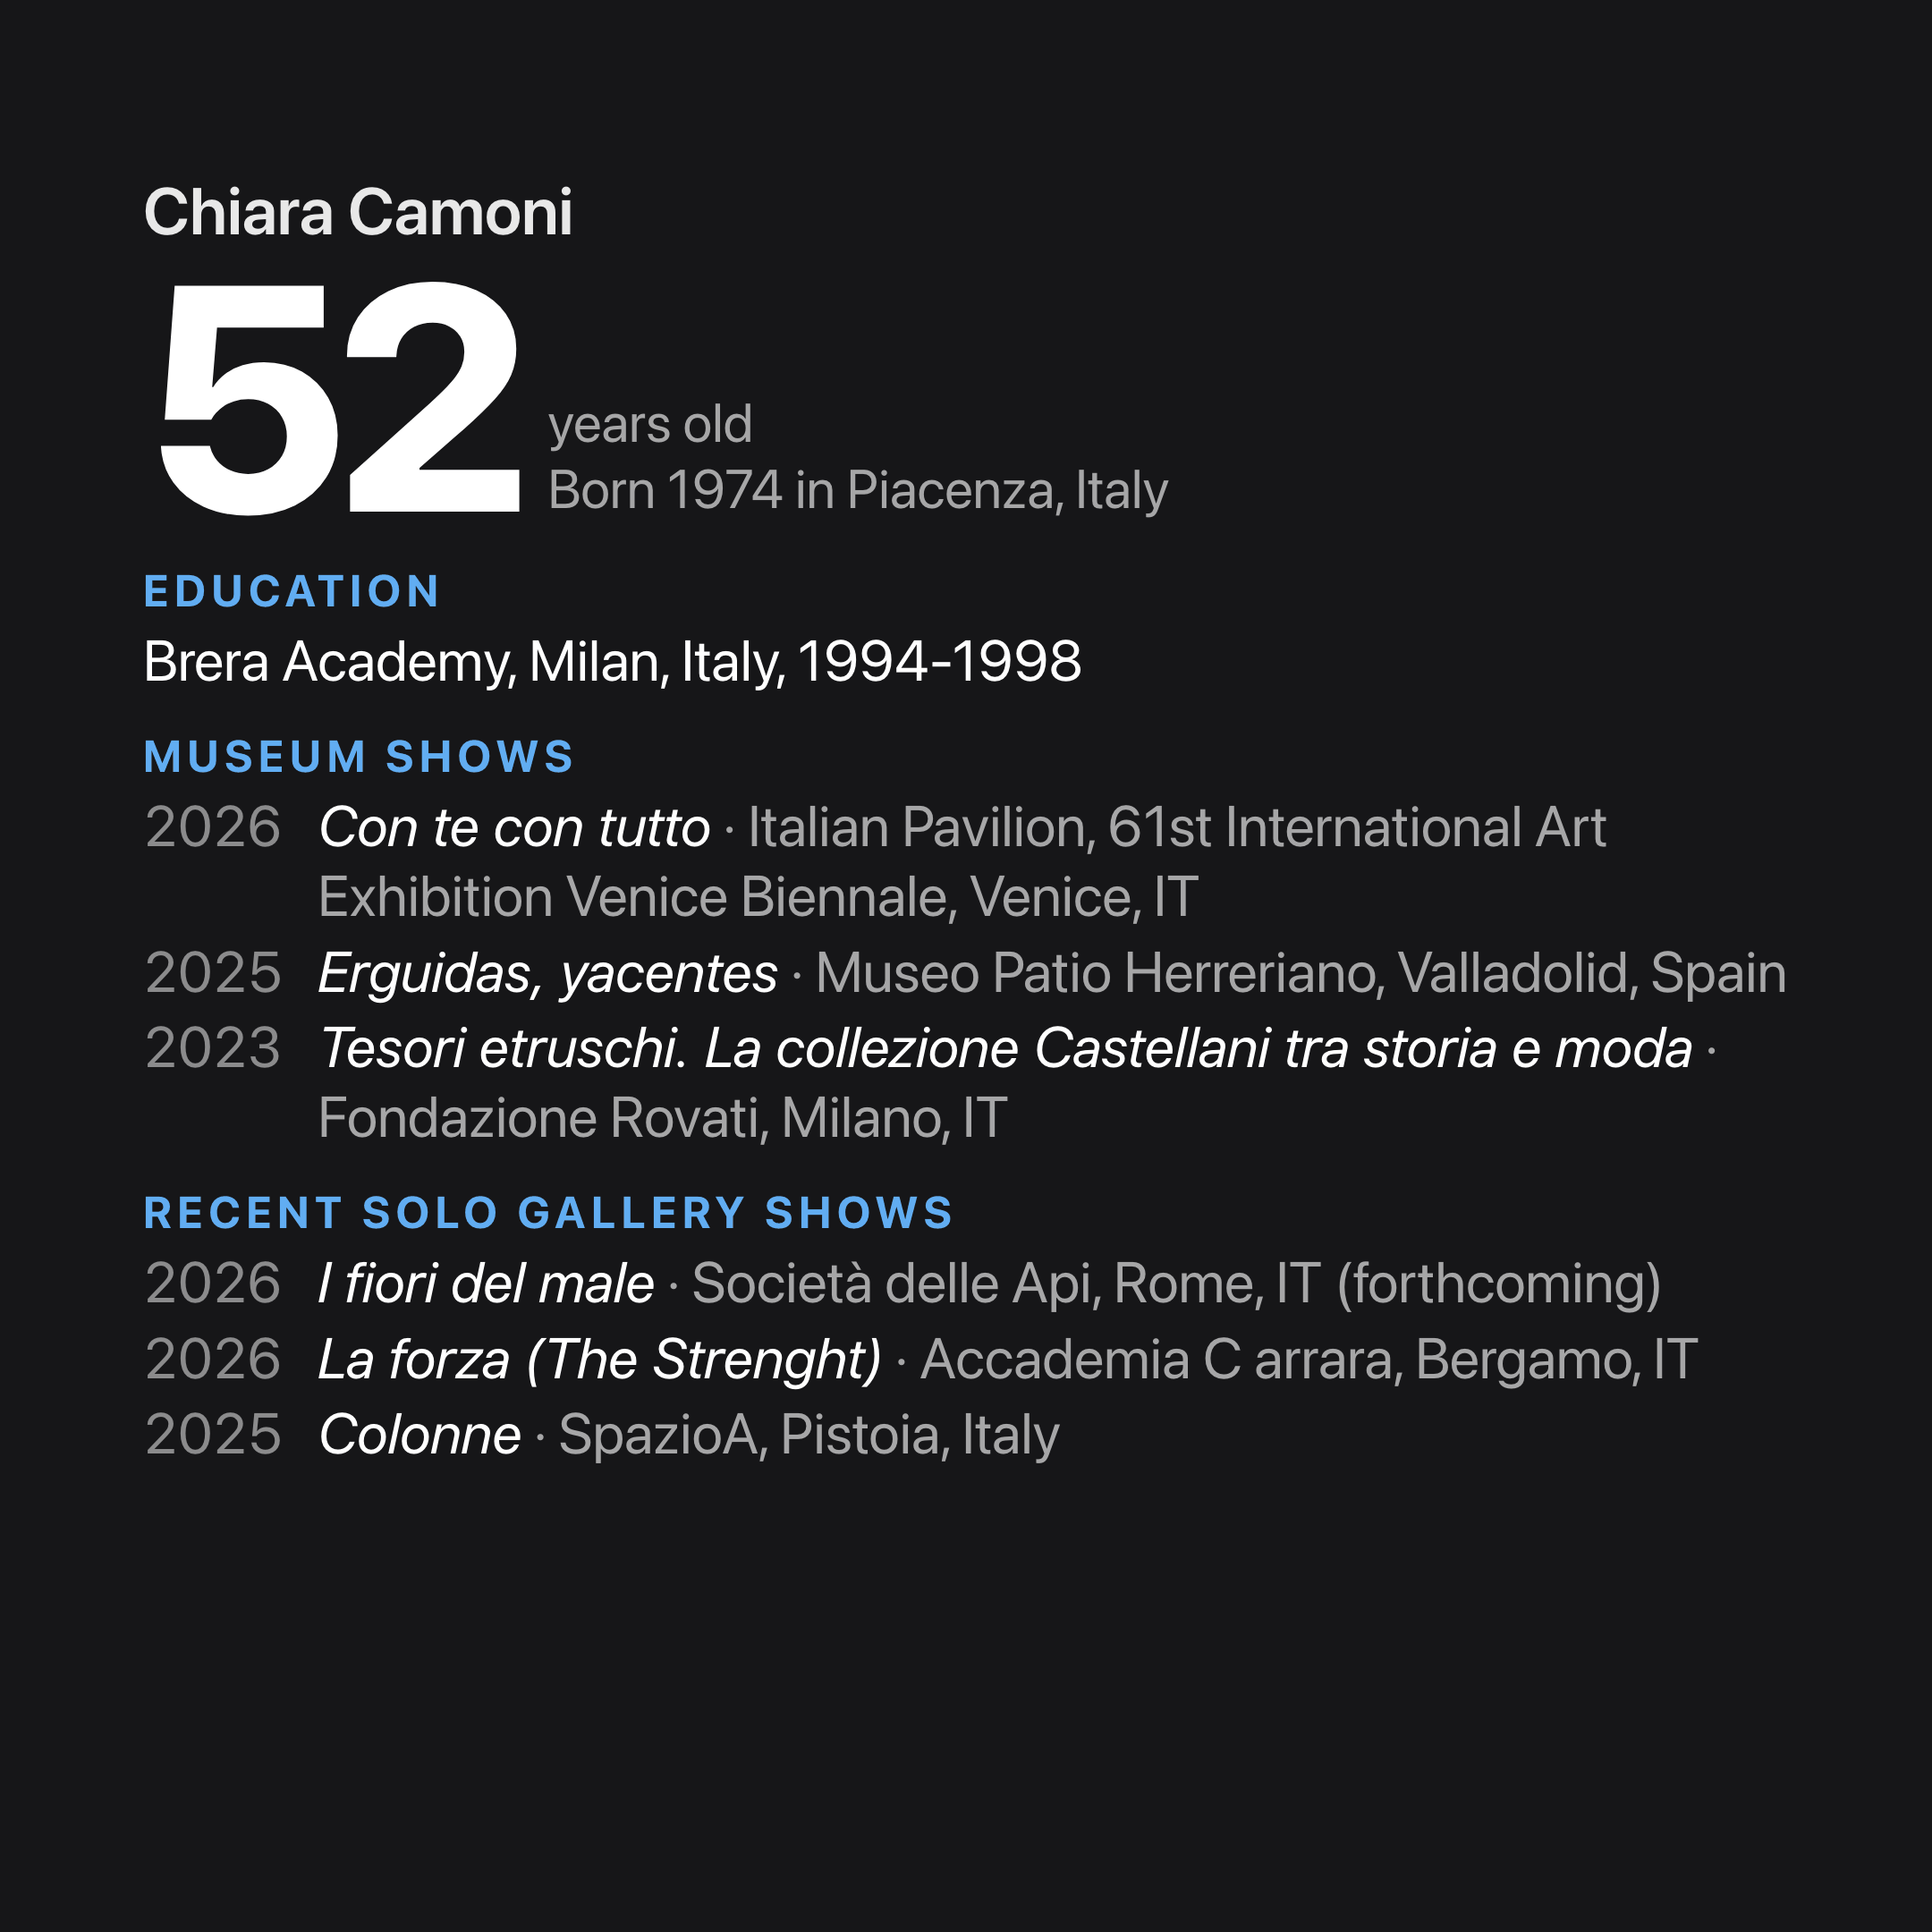 Chiara Camoni
52
years old
Born 1974 in Piacenza, Italy
EDUCATION
Brera Academy, Milan, Italy, 1994-1998
MUSEUM SHOWS
2026 Con te con tutto · Italian Pavilion, 61st International Art
Exhibition Venice Biennale, Venice, IT
2025 Erguidas, yacentes · Museo Patio Herreriano, Valladolid, Spain
2023 Tesori etruschi. La collezione Castellani tra storia e moda ·
Fondazione Rovati, Milano, IT
RECENT SOLO GALLERY SHOWS
2026 I fiori del male · Società delle Api, Rome, IT (forthcoming)
2026 La forza (The Strenght) · Accademia C arrara, Bergamo, IT
2025 Colonne · SpazioA, Pistoia, Italy